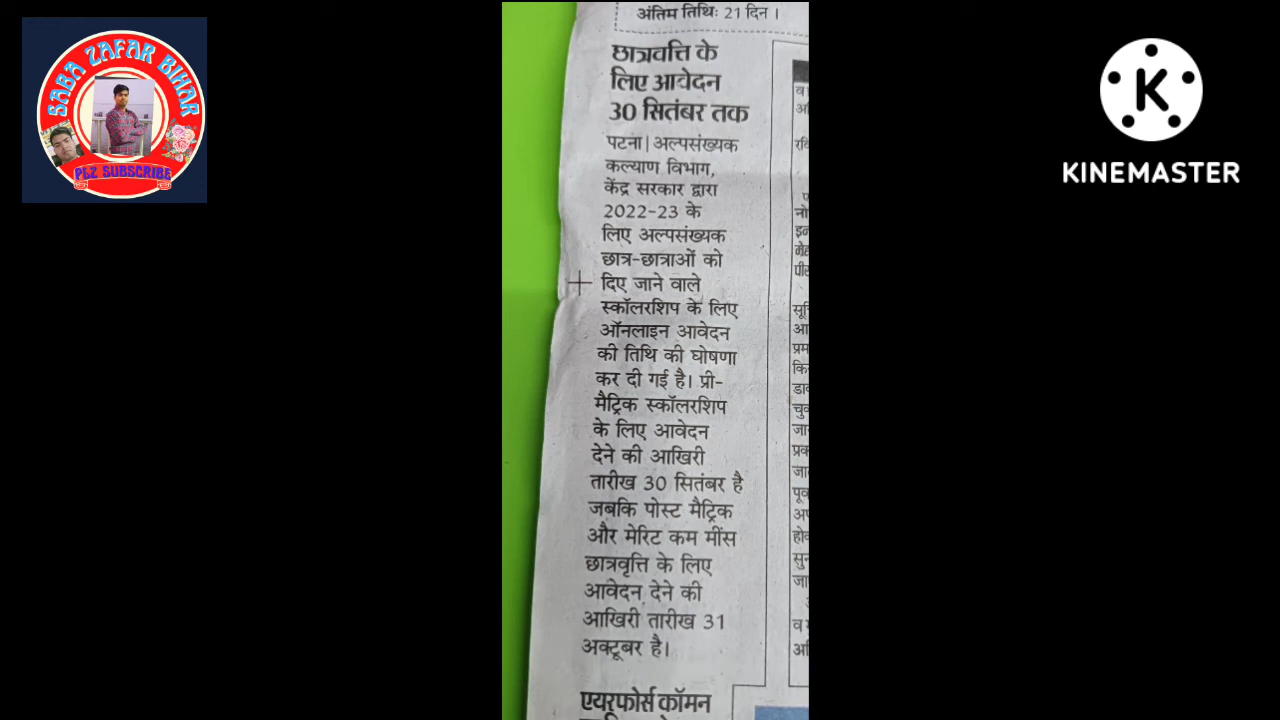 SABA ZAFAR BIHAR
PLZ SUBSCRIBE
K
KINEMASTER
अंतिम तिथिः 21 दिन ।
छात्रवत्ति के
लिए आवेदन
30 सितंबर तक
पटना | अल्पसंख्यक
कल्याण विभाग,
केंद्र सरकार द्वारा
2022-23 के
लिए अल्पसंख्यक
छात्र-छात्राओं को
दिए जाने वाले
स्कॉलरशिप के लिए
ऑनलाइन आवेदन
की तिथि की घोषणा
कर दी गई है। प्री-
मैट्रिक स्कॉलरशिप
के लिए आवेदन
देने की आखिरी
तारीख 30 सितंबर है
जबकि पोस्ट मैट्रिक
और मेरिट कम मींस
छात्रवृत्ति के लिए
आवेदन देने की
आखिरी तारीख 31
अक्टूबर है।
एयरफोर्स कॉमन